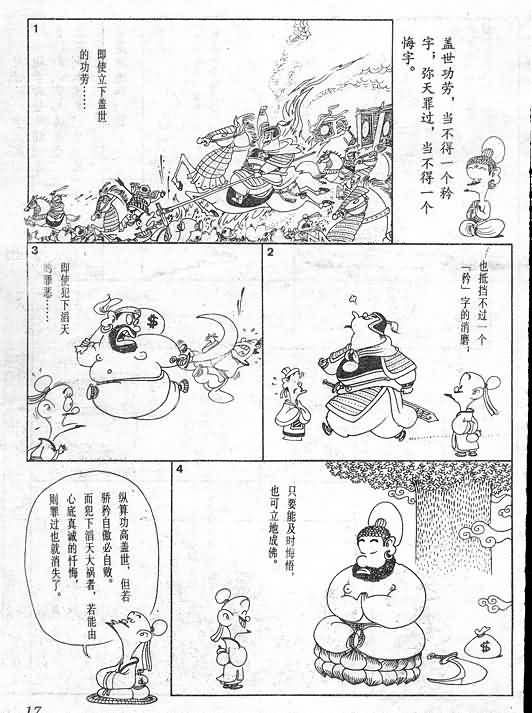 盖世功劳，当不得一个矜
字；弥天罪过，当不得一个
悔字。
1
即使立下盖世
的功劳……
2
也抵挡不过一个
「矜」字的消磨；
3
即使犯下滔天
的罪恶……
$
4
只要能及时悔悟，
也可立地成佛。
$
纵算功高盖世，但若
骄矜自傲必自败。
而犯下滔天大祸者，若能由
心底真诚的忏悔，
则罪过也就消失了。
17